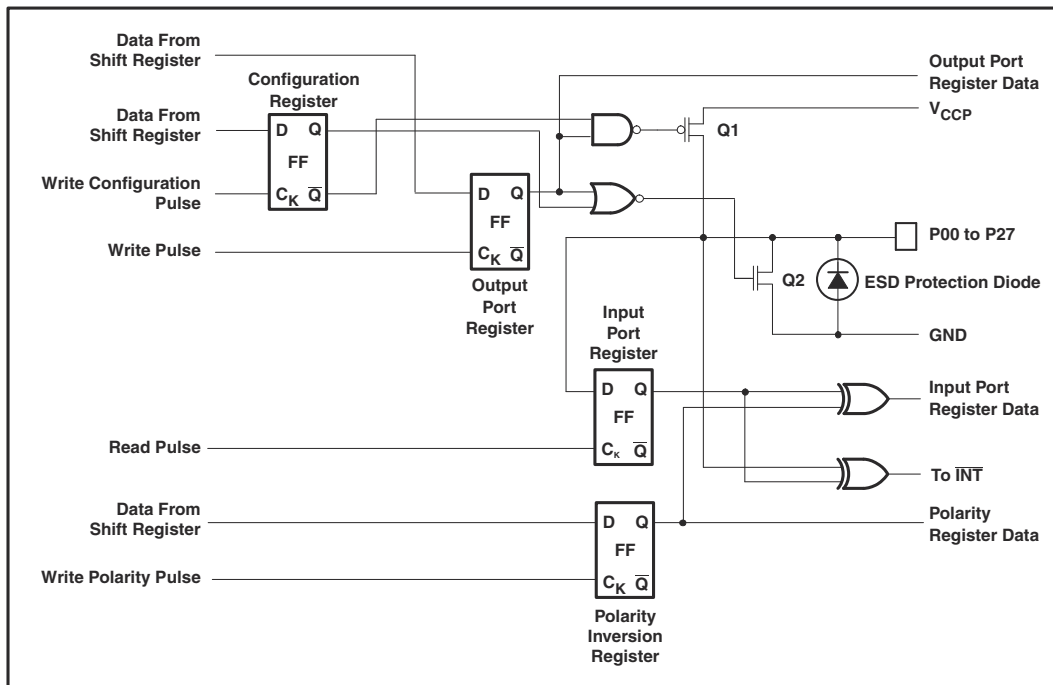 Data From
Shift Register
Configuration
Register
Data From
Shift Register
D Q
FF
CK Q̅
Write Configuration
Pulse
Write Pulse
D Q
FF
CK Q̅
Output
Port
Register
Output Port
Register Data
VCCP
Q1
P00 to P27
Q2
ESD Protection Diode
GND
Input
Port
Register
D Q
FF
CK Q̅
Read Pulse
Input Port
Register Data
To I̅N̅T̅
Data From
Shift Register
D Q
FF
CK Q̅
Write Polarity Pulse
Polarity
Register Data
Polarity
Inversion
Register